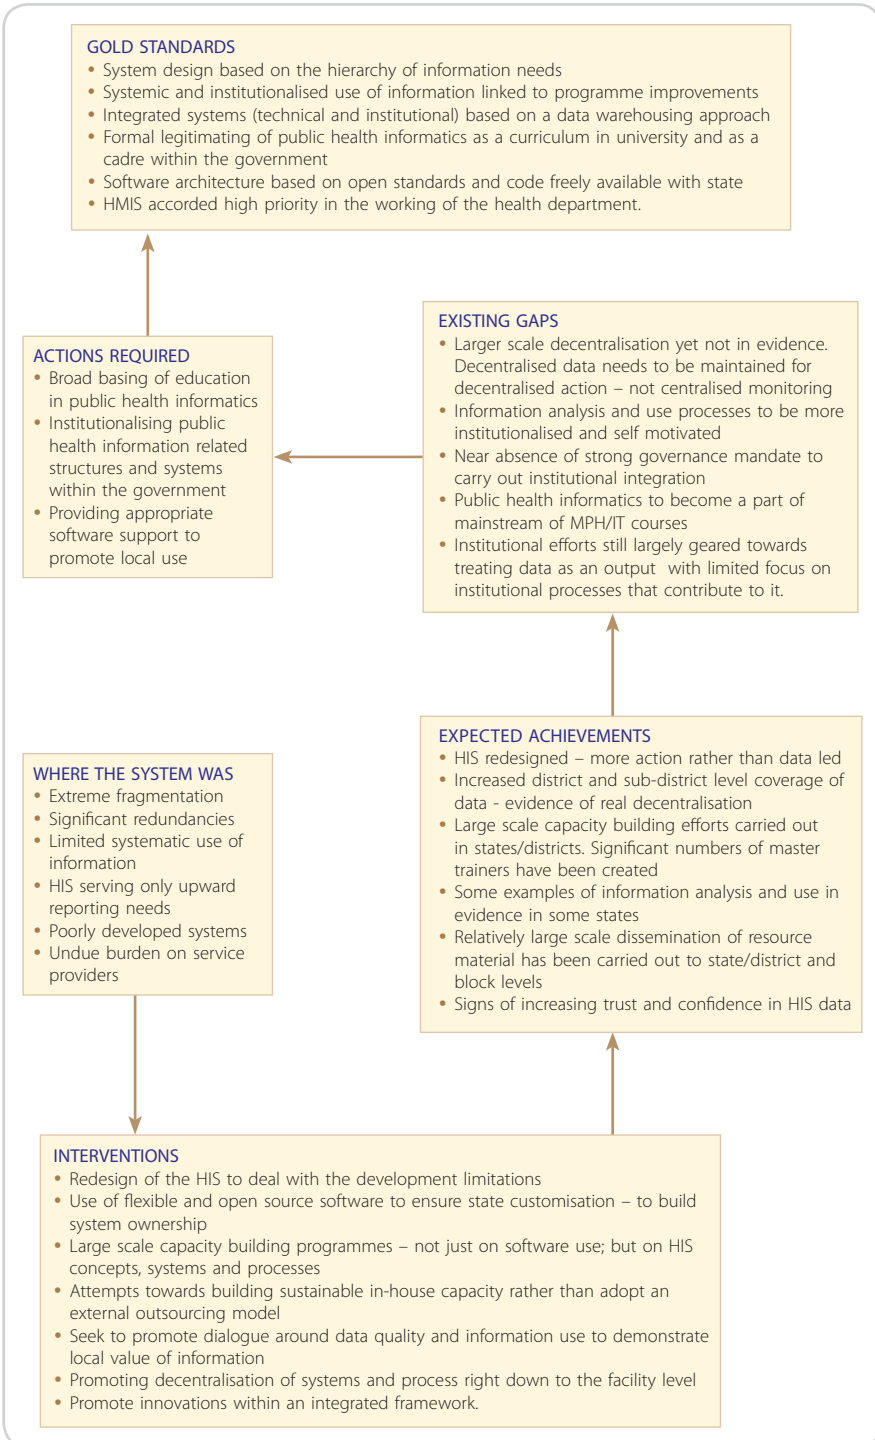 GOLD STANDARDS
• System design based on the hierarchy of information needs
• Systemic and institutionalised use of information linked to programme improvements
• Integrated systems (technical and institutional) based on a data warehousing approach
• Formal legitimating of public health informatics as a curriculum in university and as a
cadre within the government
• Software architecture based on open standards and code freely available with state
• HMIS accorded high priority in the working of the health department.
ACTIONS REQUIRED
• Broad basing of education
in public health informatics
• Institutionalising public
health information related
structures and systems
within the government
• Providing appropriate
software support to
promote local use
EXISTING GAPS
• Larger scale decentralisation yet not in evidence.
Decentralised data needs to be maintained for
decentralised action – not centralised monitoring
• Information analysis and use processes to be more
institutionalised and self motivated
• Near absence of strong governance mandate to
carry out institutional integration
• Public health informatics to become a part of
mainstream of MPH/IT courses
• Institutional efforts still largely geared towards
treating data as an output with limited focus on
institutional processes that contribute to it.
WHERE THE SYSTEM WAS
• Extreme fragmentation
• Significant redundancies
• Limited systematic use of
information
• HIS serving only upward
reporting needs
• Poorly developed systems
• Undue burden on service
providers
EXPECTED ACHIEVEMENTS
• HIS redesigned – more action rather than data led
• Increased district and sub-district level coverage of
data - evidence of real decentralisation
• Large scale capacity building efforts carried out
in states/districts. Significant numbers of master
trainers have been created
• Some examples of information analysis and use in
evidence in some states
• Relatively large scale dissemination of resource
material has been carried out to state/district and
block levels
• Signs of increasing trust and confidence in HIS data
INTERVENTIONS
• Redesign of the HIS to deal with the development limitations
• Use of flexible and open source software to ensure state customisation – to build
system ownership
• Large scale capacity building programmes – not just on software use; but on HIS
concepts, systems and processes
• Attempts towards building sustainable in-house capacity rather than adopt an
external outsourcing model
• Seek to promote dialogue around data quality and information use to demonstrate
local value of information
• Promoting decentralisation of systems and process right down to the facility level
• Promote innovations within an integrated framework.